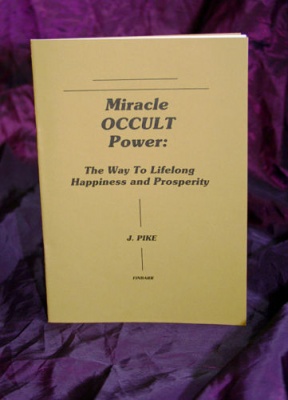 Miracle
OCCULT
Power:
The Way To Lifelong
Happiness and Prosperity
J. PIKE
FINBARR